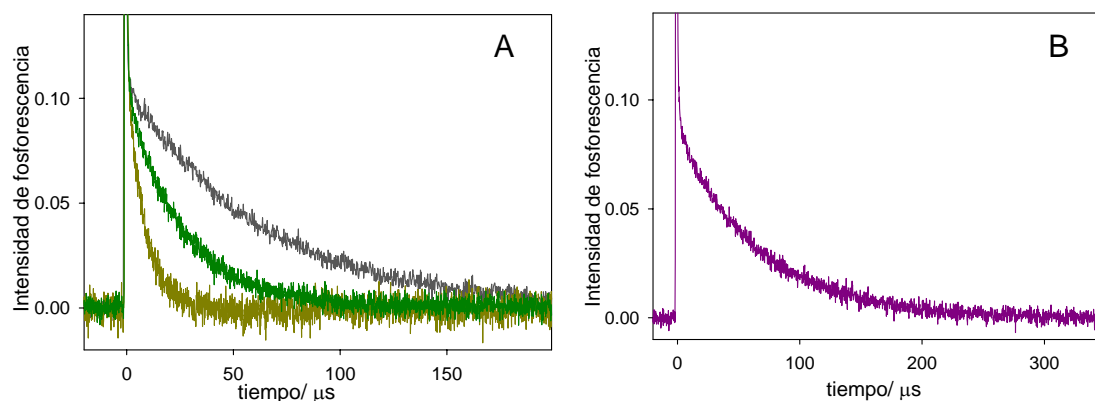 A
Intensidad de fosforescencia
0.10
0.05
0.00
0
50
100
150
tiempo/ μs
B
Intensidad de fosforescencia
0.10
0.05
0.00
0
100
200
300
tiempo/ μs